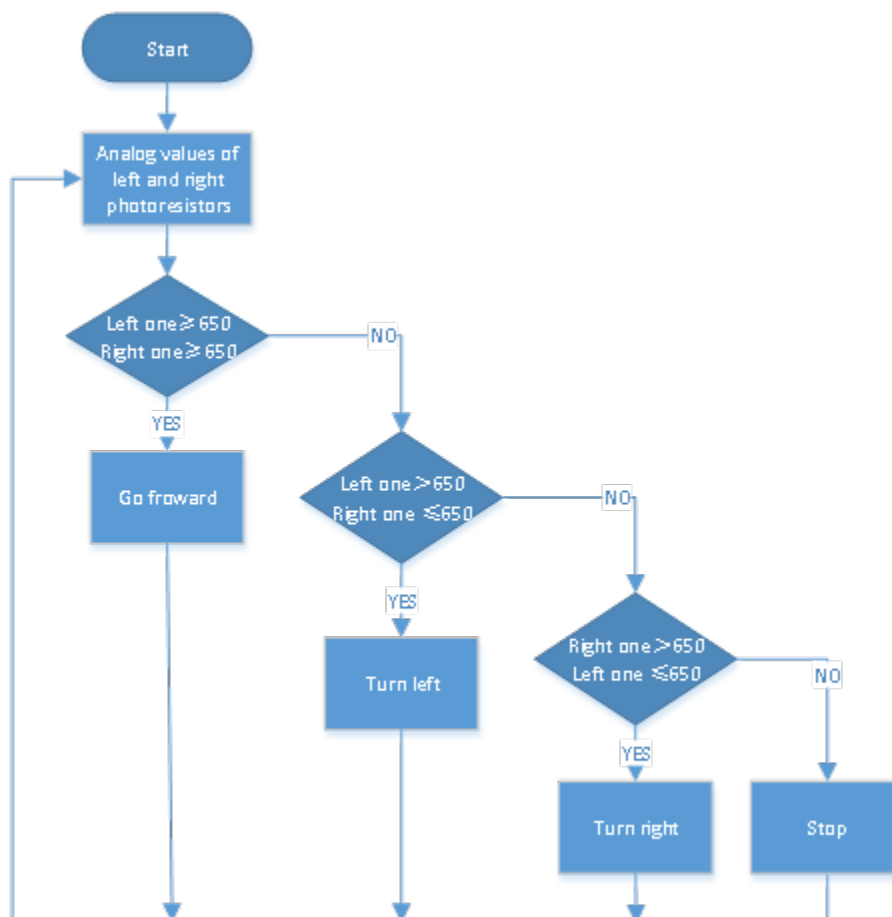 Start
Analog values of
left and right
photoresistors
Left one≥650
Right one≥650
NO
YES
Go froward
Left one>650
Right one ≤650
NO
YES
Turn left
Right one>650
Left one ≤650
NO
YES
Turn right
Stop